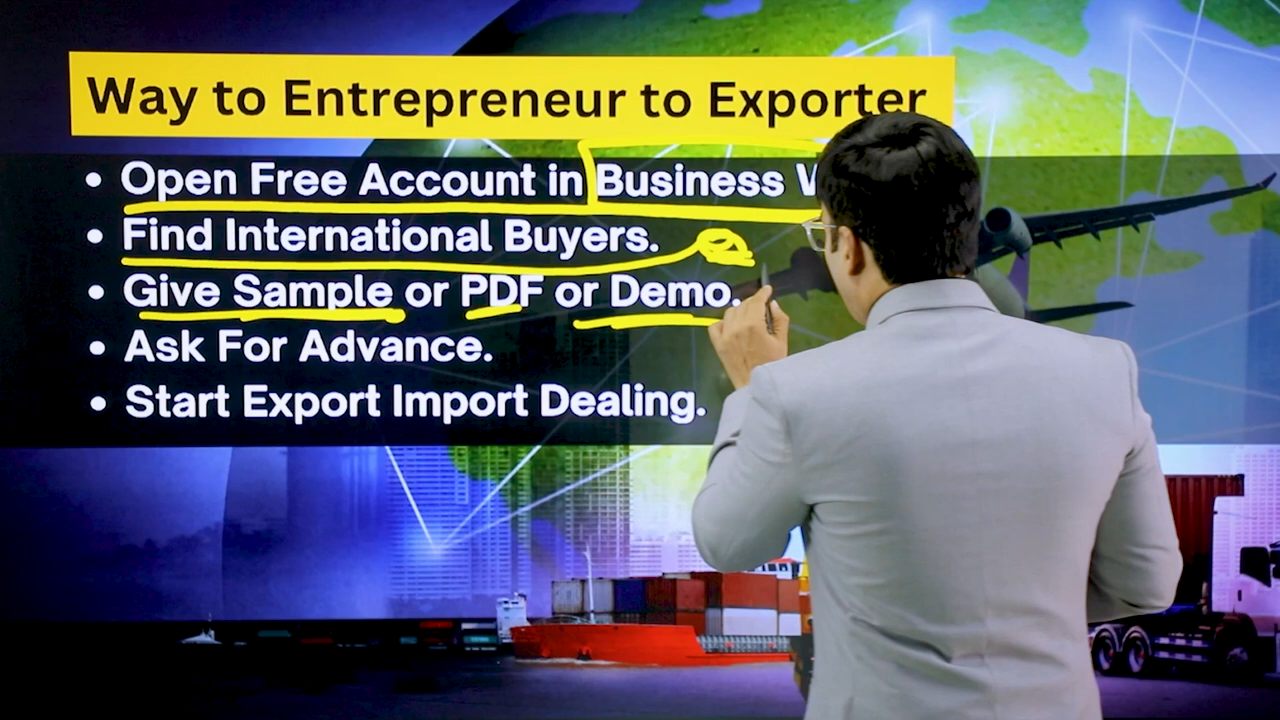 Way to Entrepreneur to Exporter
• Open Free Account in Business
• Find International Buyers.
• Give Sample or PDF or Demo.
• Ask For Advance.
• Start Export Import Dealing.